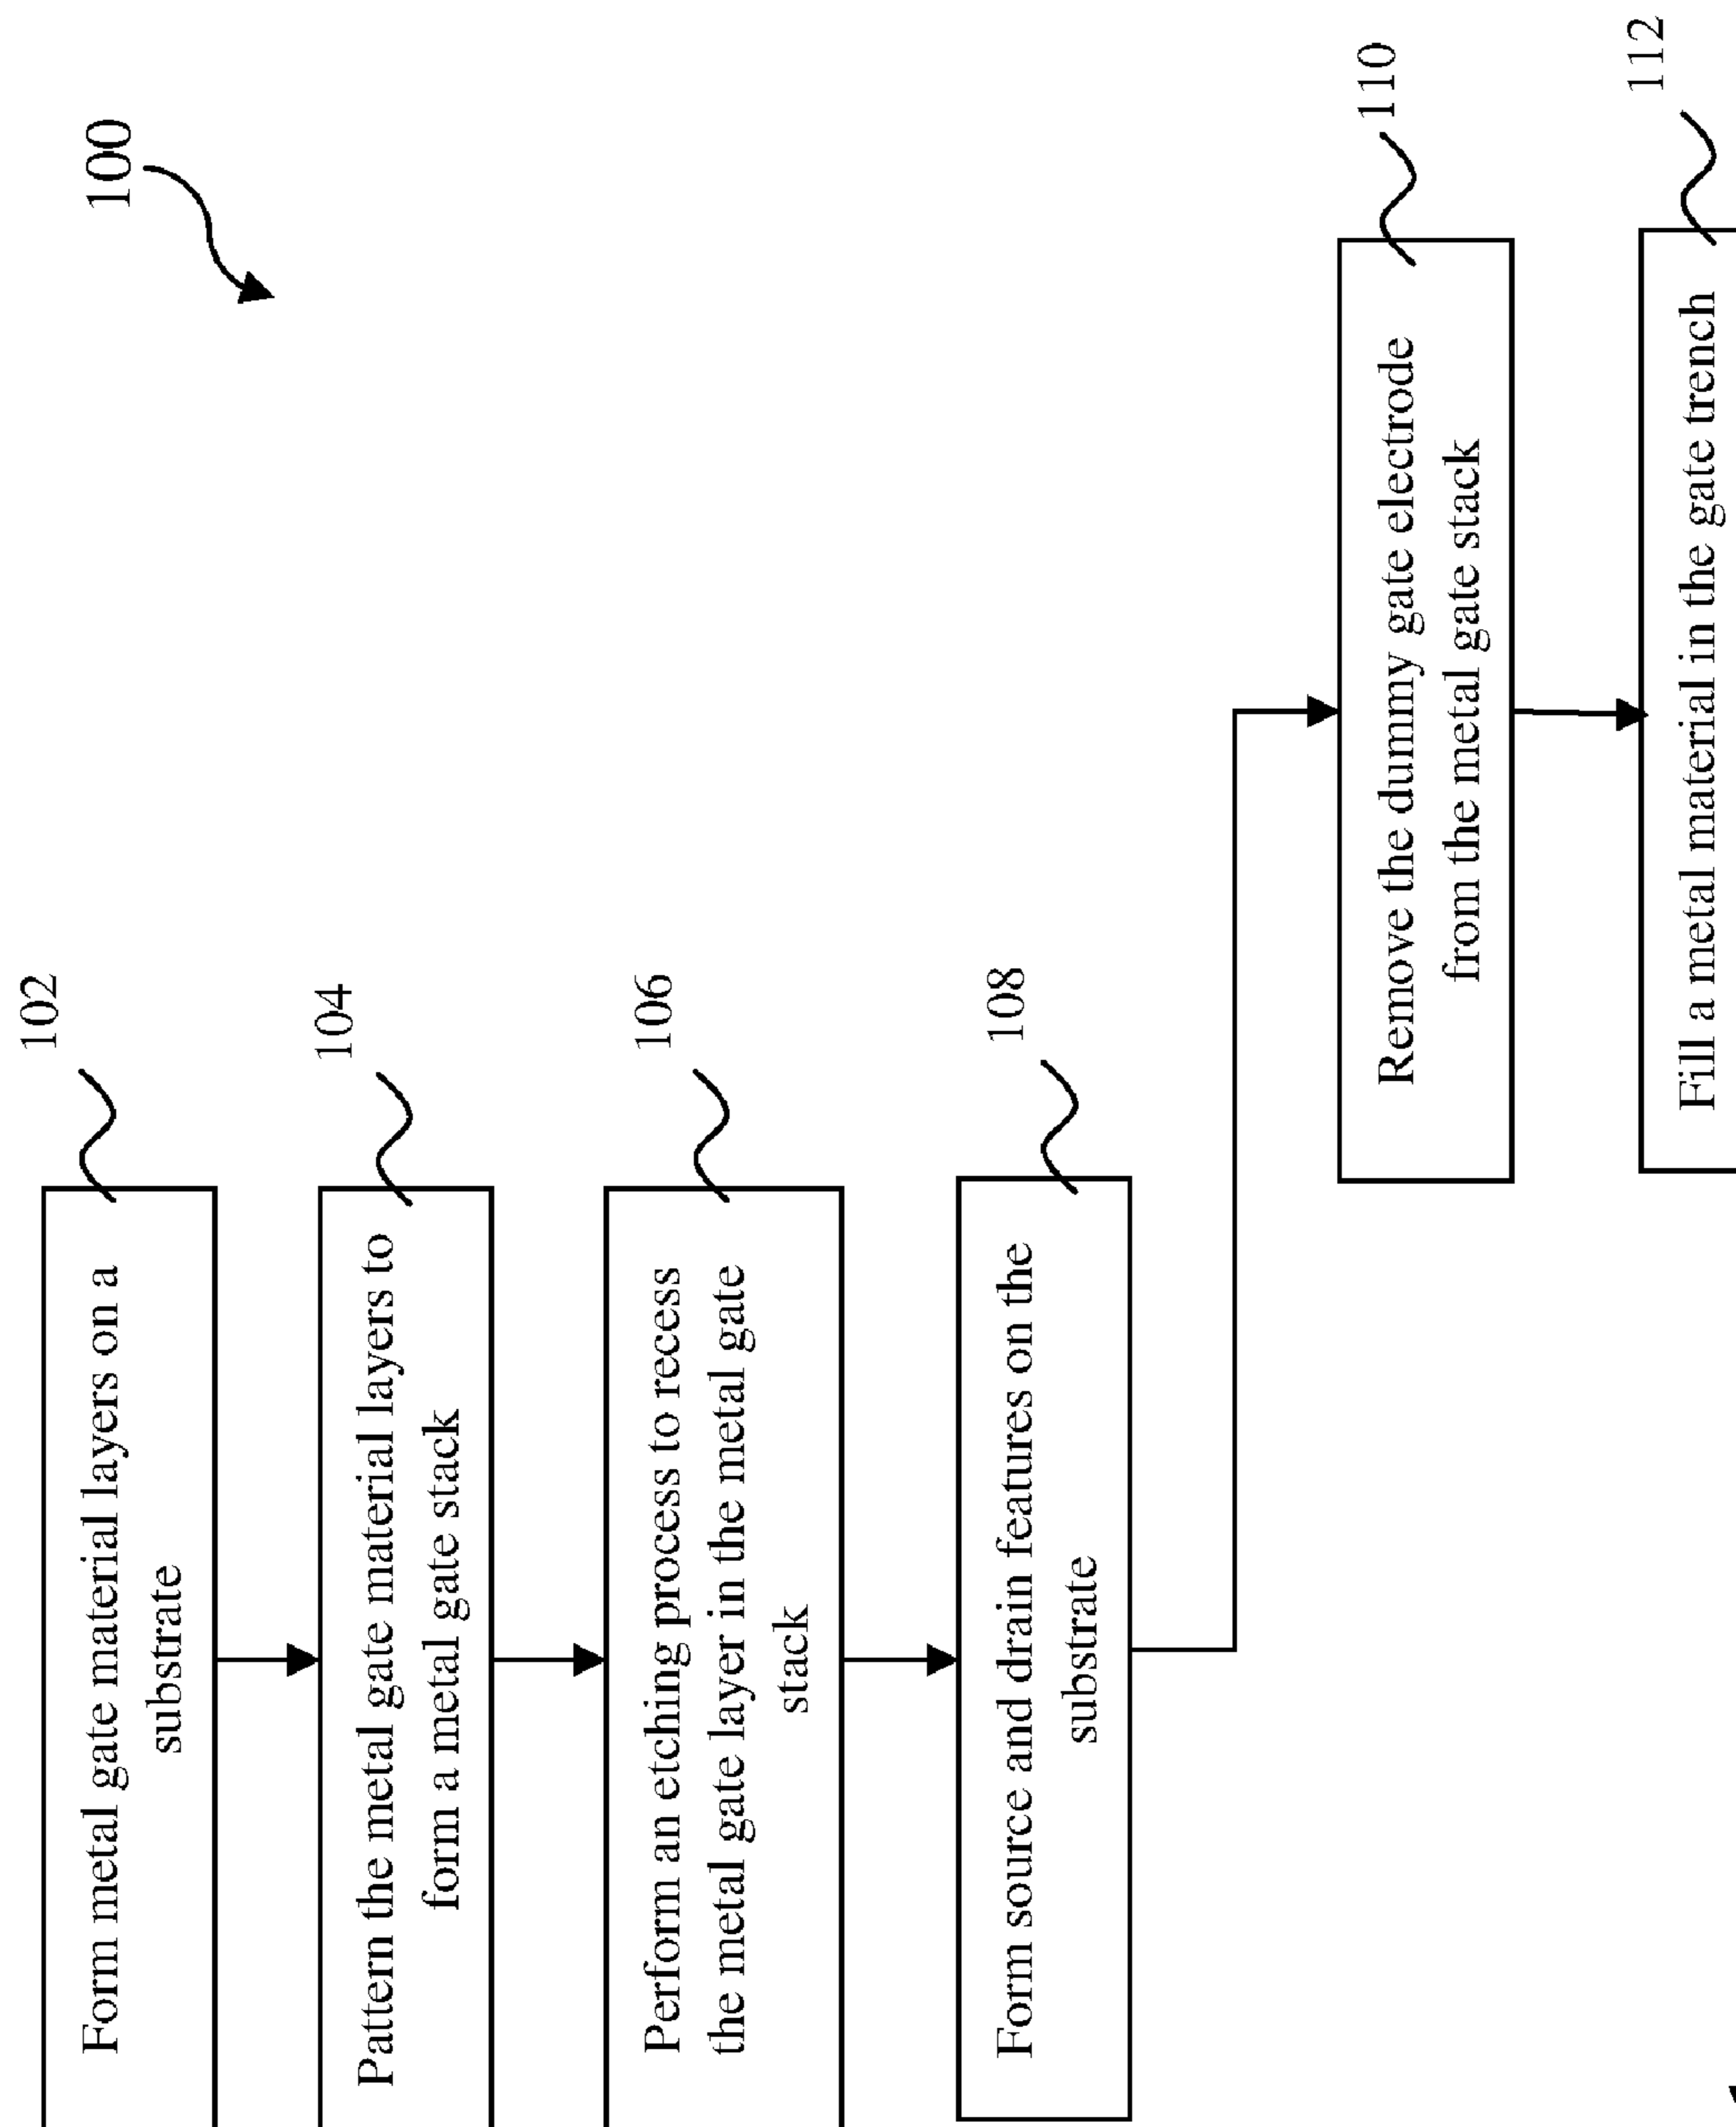 100
102
Form metal gate material layers on a
substrate
104
Pattern the metal gate material layers to
form a metal gate stack
106
Perform an etching process to recess
the metal gate layer in the metal gate
stack
108
Form source and drain features on the
substrate
110
Remove the dummy gate electrode
from the metal gate stack
112
Fill a metal material in the gate trench